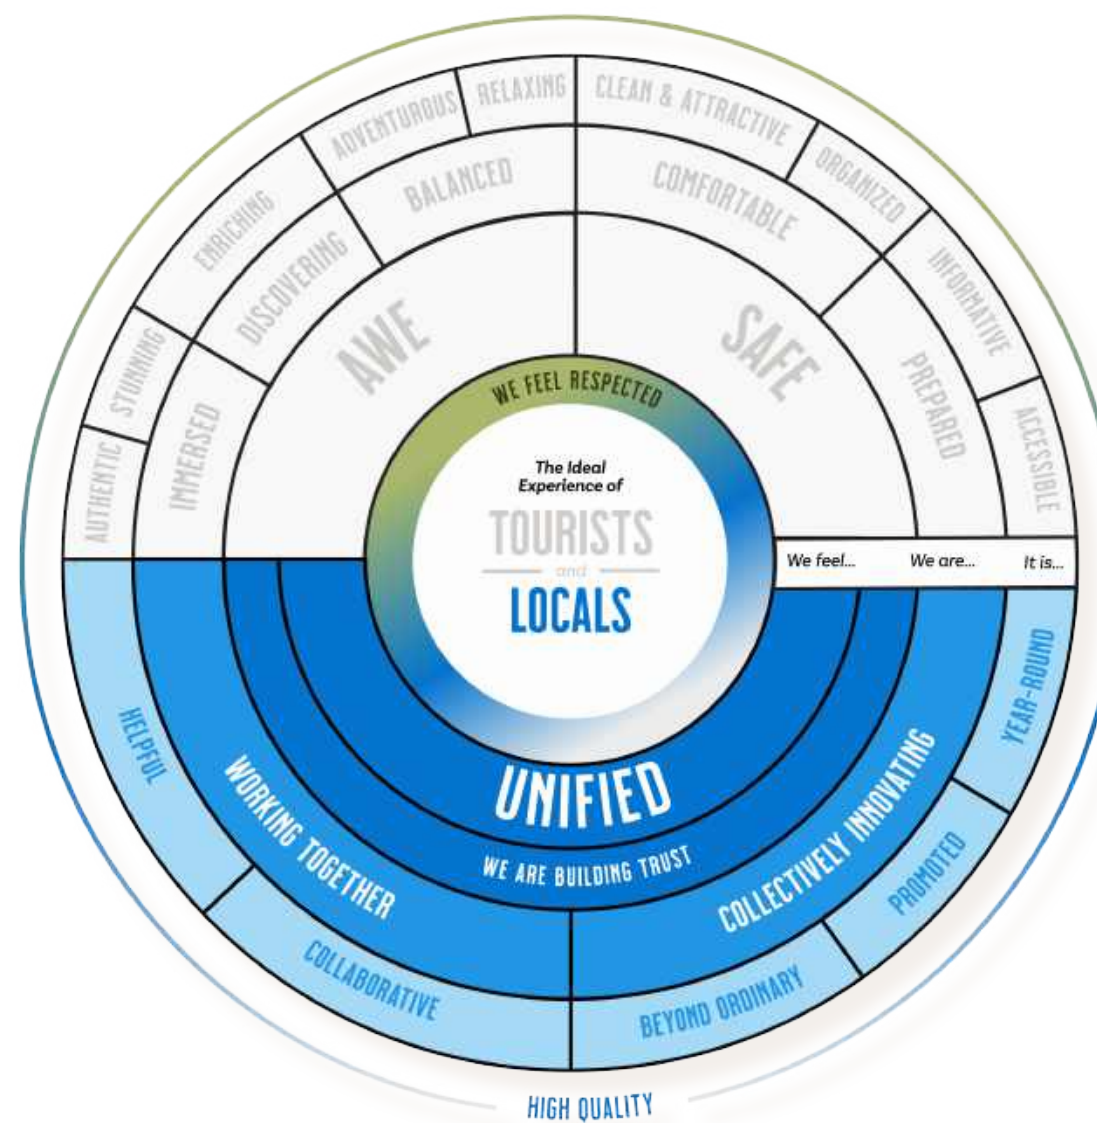 RELAXING
CLEAN & ATTRACTIVE
ADVENTUROUS
ORGANIZED
BALANCED
COMFORTABLE
ENRICHING
DISCOVERING
INFORMATIVE
AWE
SAFE
STUNNING
PREPARED
WE FEEL RESPECTED
IMMERSED
AUTHENTIC
ACCESSIBLE
The Ideal
Experience of
TOURISTS
and
LOCALS
We feel... We are... It is...
YEAR-ROUND
HELPFUL
UNIFIED
WORKING TOGETHER
COLLECTIVELY INNOVATING
WE ARE BUILDING TRUST
PROMOTED
COLLABORATIVE
BEYOND ORDINARY
HIGH QUALITY